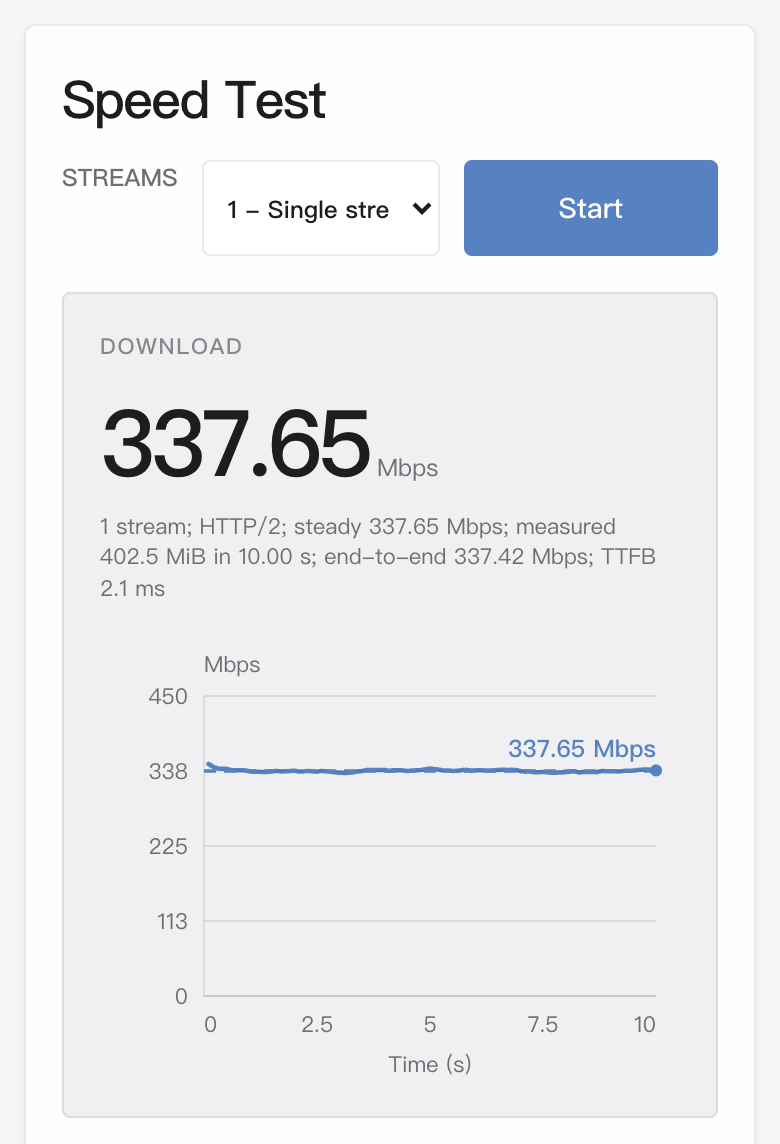 Speed Test
STREAMS
1 – Single stre
Start
DOWNLOAD
337.65 Mbps
1 stream; HTTP/2; steady 337.65 Mbps; measured
402.5 MiB in 10.00 s; end-to-end 337.42 Mbps; TTFB
2.1 ms
Mbps
450
337.65 Mbps
338
225
113
0
0 2.5 5 7.5 10
Time (s)